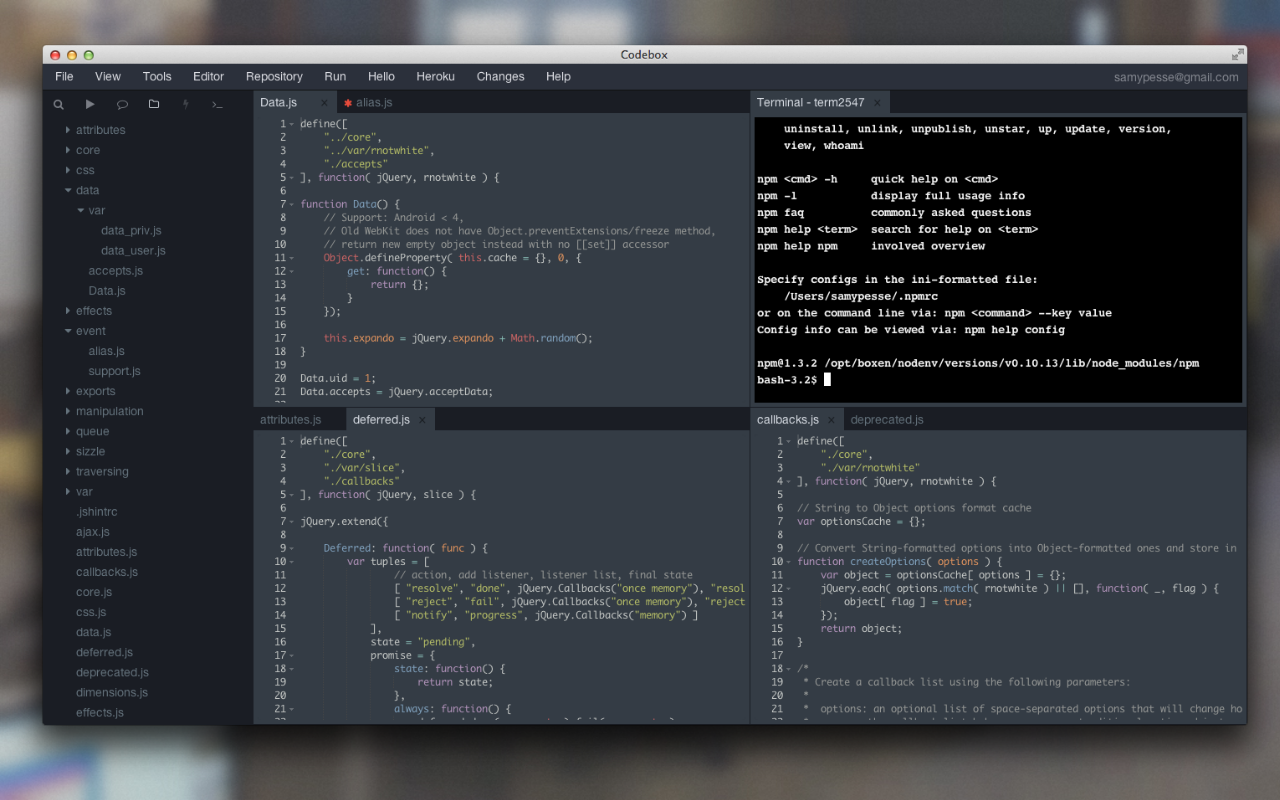 Codebox
File View Tools Editor Repository Run Hello Heroku Changes Help samypesse@gmail.com
attributes
core
css
data
var
data_priv.js
data_user.js
accepts.js
Data.js
effects
event
alias.js
support.js
exports
manipulation
queue
sizzle
traversing
var
.jshintrc
ajax.js
attributes.js
callbacks.js
core.js
css.js
data.js
deferred.js
deprecated.js
dimensions.js
effects.js
Data.js × ✱ alias.js
1 define([
2 "../core",
3 "../var/rnotwhite",
4 "./accepts"
5 ], function( jQuery, rnotwhite ) {
6
7 function Data() {
8 // Support: Android < 4,
9 // Old WebKit does not have Object.preventExtensions/freeze method,
10 // return new empty object instead with no [[set]] accessor
11 Object.defineProperty( this.cache = {}, 0, {
12 get: function() {
13 return {};
14 }
15 });
16
17 this.expando = jQuery.expando + Math.random();
18 }
19
20 Data.uid = 1;
21 Data.accepts = jQuery.acceptData;
Terminal - term2547 ×
uninstall, unlink, unpublish, unstar, up, update, version,
view, whoami
npm <cmd> -h quick help on <cmd>
npm -l display full usage info
npm faq commonly asked questions
npm help <term> search for help on <term>
npm help npm involved overview
Specify configs in the ini-formatted file:
/Users/samypesse/.npmrc
or on the command line via: npm <command> --key value
Config info can be viewed via: npm help config
npm@1.3.2 /opt/boxen/nodenv/versions/v0.10.13/lib/node_modules/npm
bash-3.2$
attributes.js deferred.js ×
1 define([
2 "./core",
3 "./var/slice",
4 "./callbacks"
5 ], function( jQuery, slice ) {
6
7 jQuery.extend({
8
9 Deferred: function( func ) {
10 var tuples = [
11 // action, add listener, listener list, final state
12 [ "resolve", "done", jQuery.Callbacks("once memory"), "resol
13 [ "reject", "fail", jQuery.Callbacks("once memory"), "reject
14 [ "notify", "progress", jQuery.Callbacks("memory") ]
15 ],
16 state = "pending",
17 promise = {
18 state: function() {
19 return state;
20 },
21 always: function() {
callbacks.js × deprecated.js
1 define([
2 "./core",
3 "./var/rnotwhite"
4 ], function( jQuery, rnotwhite ) {
5
6 // String to Object options format cache
7 var optionsCache = {};
8
9 // Convert String-formatted options into Object-formatted ones and store in
10 function createOptions( options ) {
11 var object = optionsCache[ options ] = {};
12 jQuery.each( options.match( rnotwhite ) || [], function( _, flag ) {
13 object[ flag ] = true;
14 });
15 return object;
16 }
17
18 /*
19 * Create a callback list using the following parameters:
20 *
21 * options: an optional list of space-separated options that will change ho